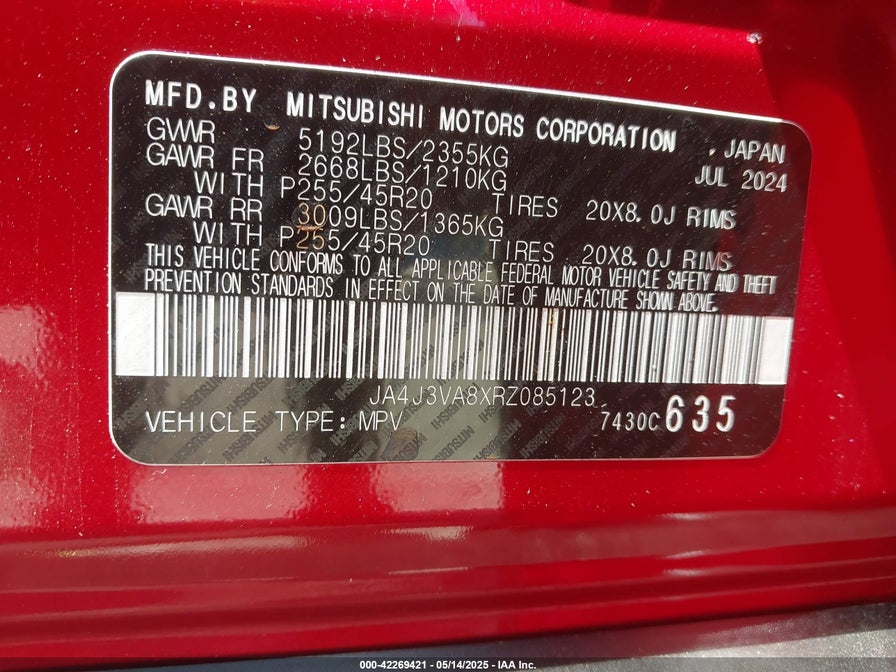 MFD.BY MITSUBISHI MOTORS CORPORATION , JAPAN
GVWR 5192LBS/2355KG JUL 2024
GAWR FR 2668LBS/1210KG
WITH P255/45R20 TIRES 20X8.0J RIMS
GAWR RR 3009LBS/1365KG
WITH P255/45R20 TIRES 20X8.0J RIMS
THIS VEHICLE CONFORMS TO ALL APPLICABLE FEDERAL MOTOR VEHICLE SAFETY AND THEFT
PREVENTION STANDARDS IN EFFECT ON THE DATE OF MANUFACTURE SHOWN ABOVE.
JA4J3VA8XRZ085123
VEHICLE TYPE:MPV 7430C 635
000-42269421 - 05/14/2025 - IAA Inc.